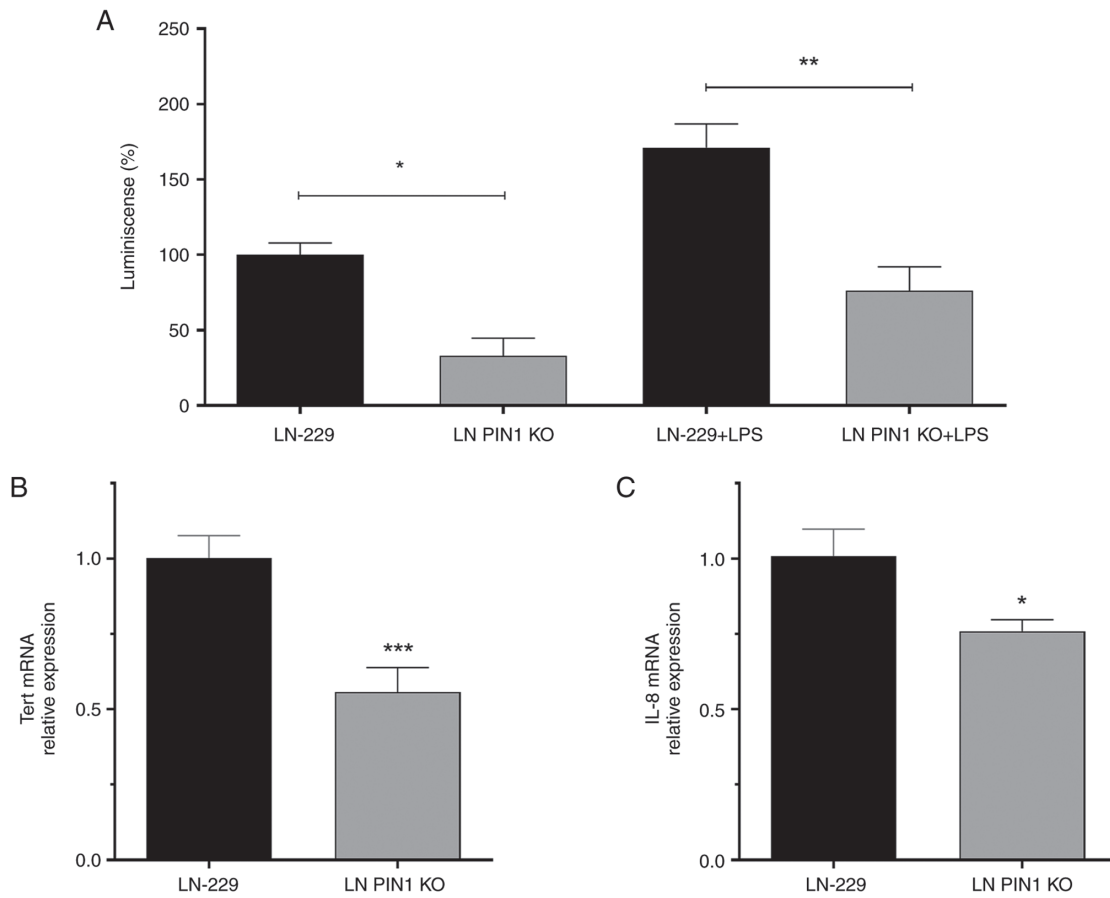 A
250
200
150
100
50
0
Luminiscense (%)
*
**
LN-229
LN PIN1 KO
LN-229+LPS
LN PIN1 KO+LPS
B
1.0
0.5
0.0
Tert mRNA
relative expression
***
LN-229
LN PIN1 KO
C
1.0
0.5
0.0
IL-8 mRNA
relative expression
*
LN-229
LN PIN1 KO